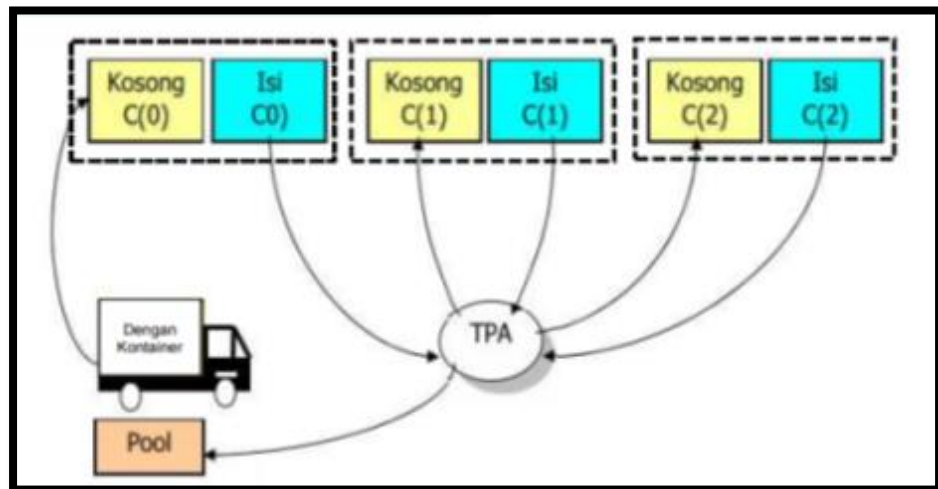 Kosong
C(0)
Isi
C0)
Kosong
C(1)
Isi
C(1)
Kosong
C(2)
Isi
C(2)
Dengan
Kontainer
TPA
Pool